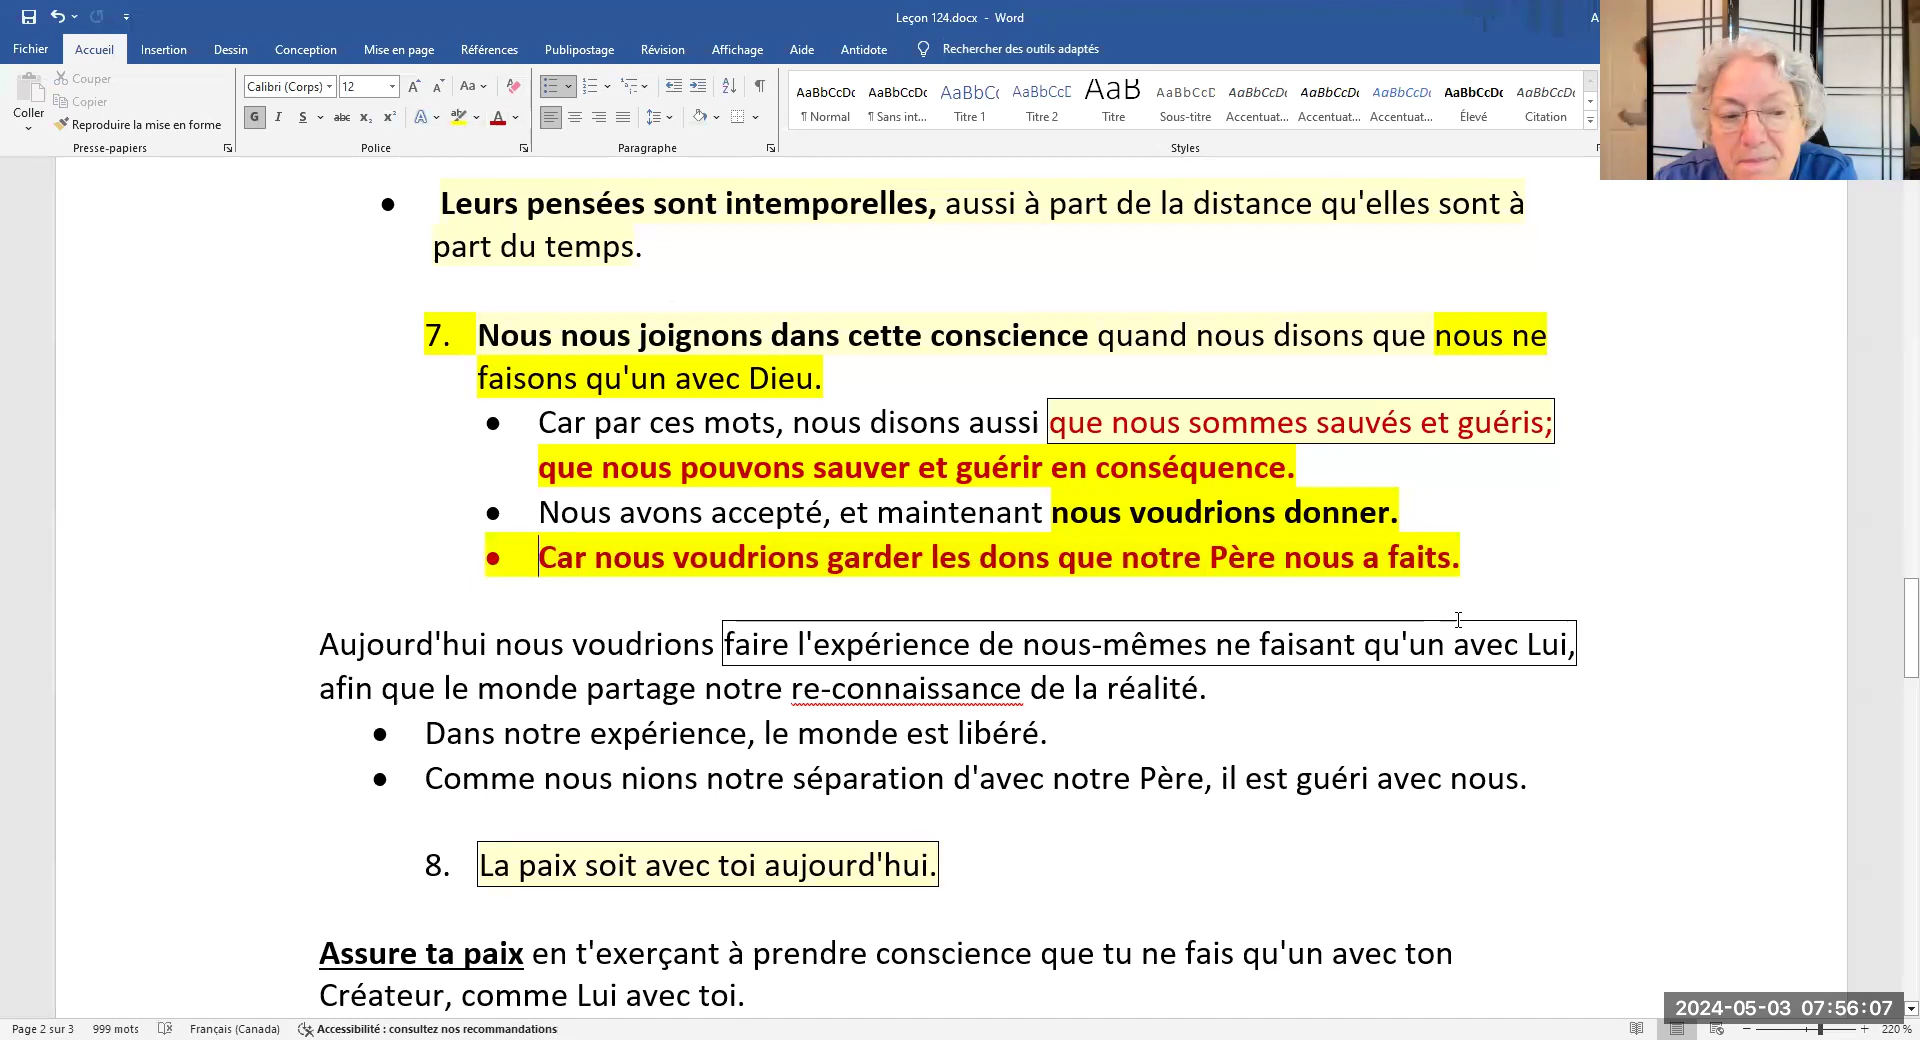 Leçon 124.docx - Word
A
Fichier Accueil Insertion Dessin Conception Mise en page Références Publipostage Révision Affichage Aide Antidote Rechercher des outils adaptés
Coller
Couper
Copier
Reproduire la mise en forme
Presse-papiers
Calibri (Corps) 12
Police
Paragraphe
AaBbCcDc AaBbCcDc AaBbCc AaBbCcD AaB AaBbCcD AaBbCcDc AaBbCcDc AaBbCcDc AaBbCcDc AaBbCcDc
¶ Normal ¶ Sans int... Titre 1 Titre 2 Titre Sous-titre Accentuat... Accentuat... Accentuat... Élevé Citation
Styles
• Leurs pensées sont intemporelles, aussi à part de la distance qu'elles sont à
part du temps.
7. Nous nous joignons dans cette conscience quand nous disons que nous ne
faisons qu'un avec Dieu.
• Car par ces mots, nous disons aussi que nous sommes sauvés et guéris;
que nous pouvons sauver et guérir en conséquence.
• Nous avons accepté, et maintenant nous voudrions donner.
• Car nous voudrions garder les dons que notre Père nous a faits.
Aujourd'hui nous voudrions faire l'expérience de nous-mêmes ne faisant qu'un avec Lui,
afin que le monde partage notre re-connaissance de la réalité.
• Dans notre expérience, le monde est libéré.
• Comme nous nions notre séparation d'avec notre Père, il est guéri avec nous.
8. La paix soit avec toi aujourd'hui.
Assure ta paix en t'exerçant à prendre conscience que tu ne fais qu'un avec ton
Créateur, comme Lui avec toi.
2024-05-03 07:56:07
Page 2 sur 3 999 mots Français (Canada) Accessibilité : consultez nos recommandations 220 %